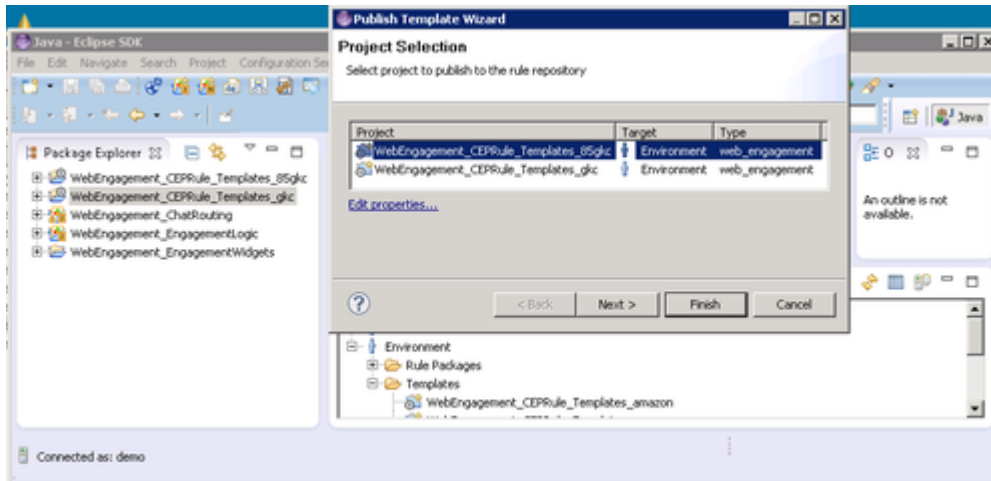 Publish Template Wizard
Java - Eclipse SDK
File Edit Navigate Search Project Configuration Se
Project Selection
Select project to publish to the rule repository
Java
Package Explorer
WebEngagement_CEPRule_Templates_85gkc
WebEngagement_CEPRule_Templates_gkc
WebEngagement_ChatRouting
WebEngagement_EngagementLogic
WebEngagement_EngagementWidgets
Project Target Type
WebEngagement_CEPRule_Templates_85gkc Environment web_engagement
WebEngagement_CEPRule_Templates_gkc Environment web_engagement
Edit properties...
O
An outline is not
available.
< Back Next > Finish Cancel
Environment
Rule Packages
Templates
WebEngagement_CEPRule_Templates_amazon
Connected as: demo